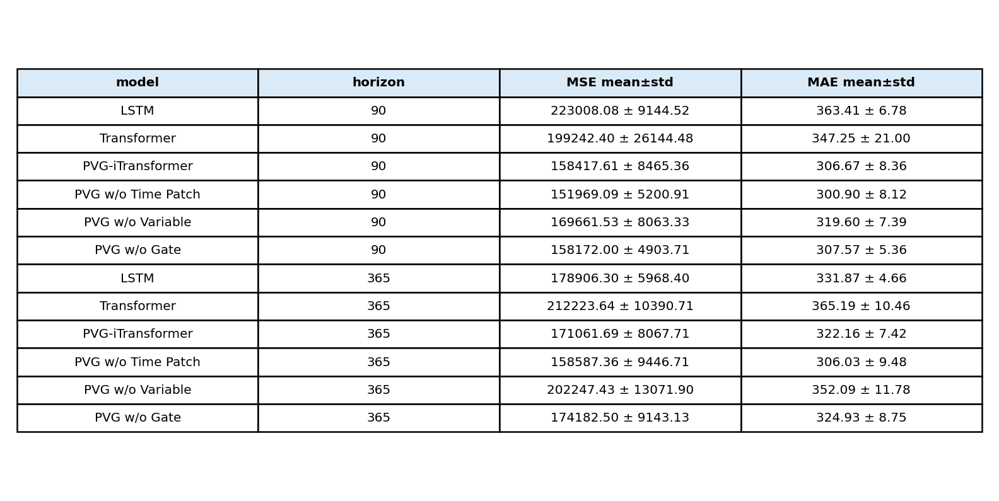 model horizon MSE mean±std MAE mean±std
LSTM 90 223008.08 ± 9144.52 363.41 ± 6.78
Transformer 90 199242.40 ± 26144.48 347.25 ± 21.00
PVG-iTransformer 90 158417.61 ± 8465.36 306.67 ± 8.36
PVG w/o Time Patch 90 151969.09 ± 5200.91 300.90 ± 8.12
PVG w/o Variable 90 169661.53 ± 8063.33 319.60 ± 7.39
PVG w/o Gate 90 158172.00 ± 4903.71 307.57 ± 5.36
LSTM 365 178906.30 ± 5968.40 331.87 ± 4.66
Transformer 365 212223.64 ± 10390.71 365.19 ± 10.46
PVG-iTransformer 365 171061.69 ± 8067.71 322.16 ± 7.42
PVG w/o Time Patch 365 158587.36 ± 9446.71 306.03 ± 9.48
PVG w/o Variable 365 202247.43 ± 13071.90 352.09 ± 11.78
PVG w/o Gate 365 174182.50 ± 9143.13 324.93 ± 8.75